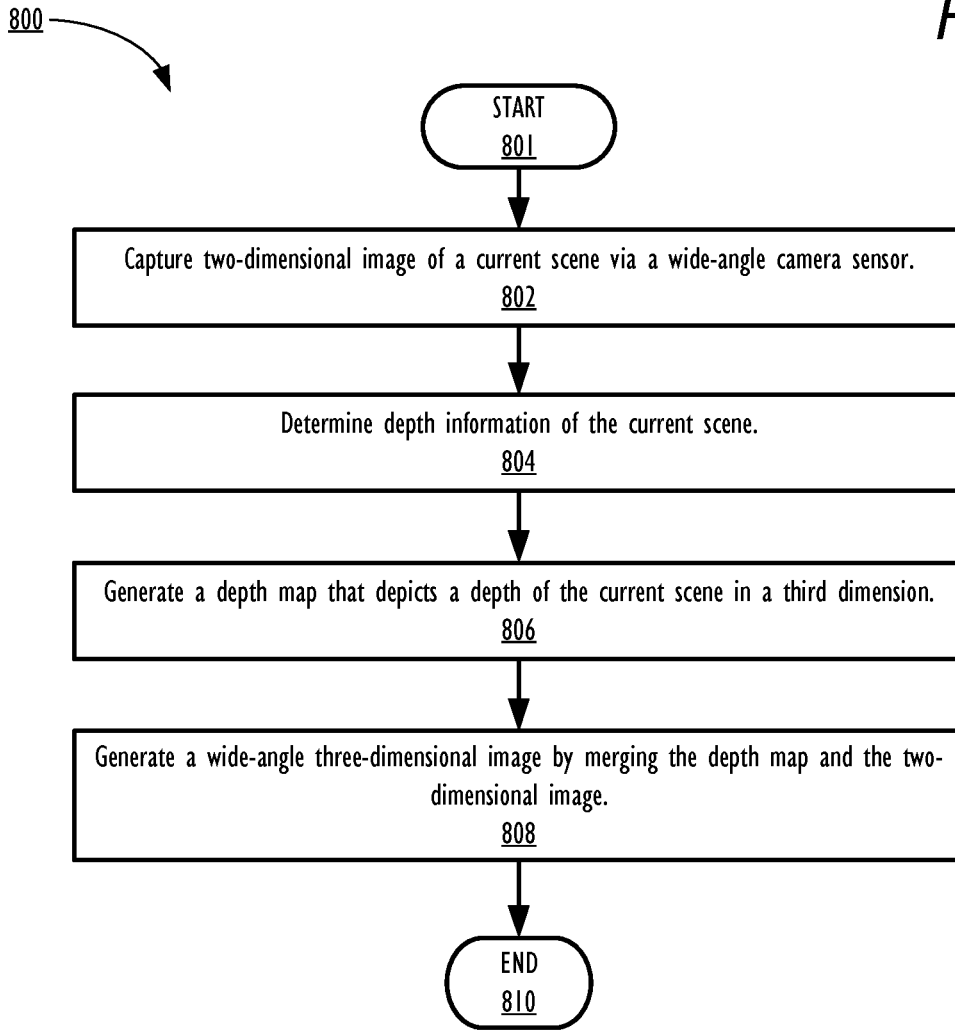 800
START
801
Capture two-dimensional image of a current scene via a wide-angle camera sensor.
802
Determine depth information of the current scene.
804
Generate a depth map that depicts a depth of the current scene in a third dimension.
806
Generate a wide-angle three-dimensional image by merging the depth map and the two-
dimensional image.
808
END
810